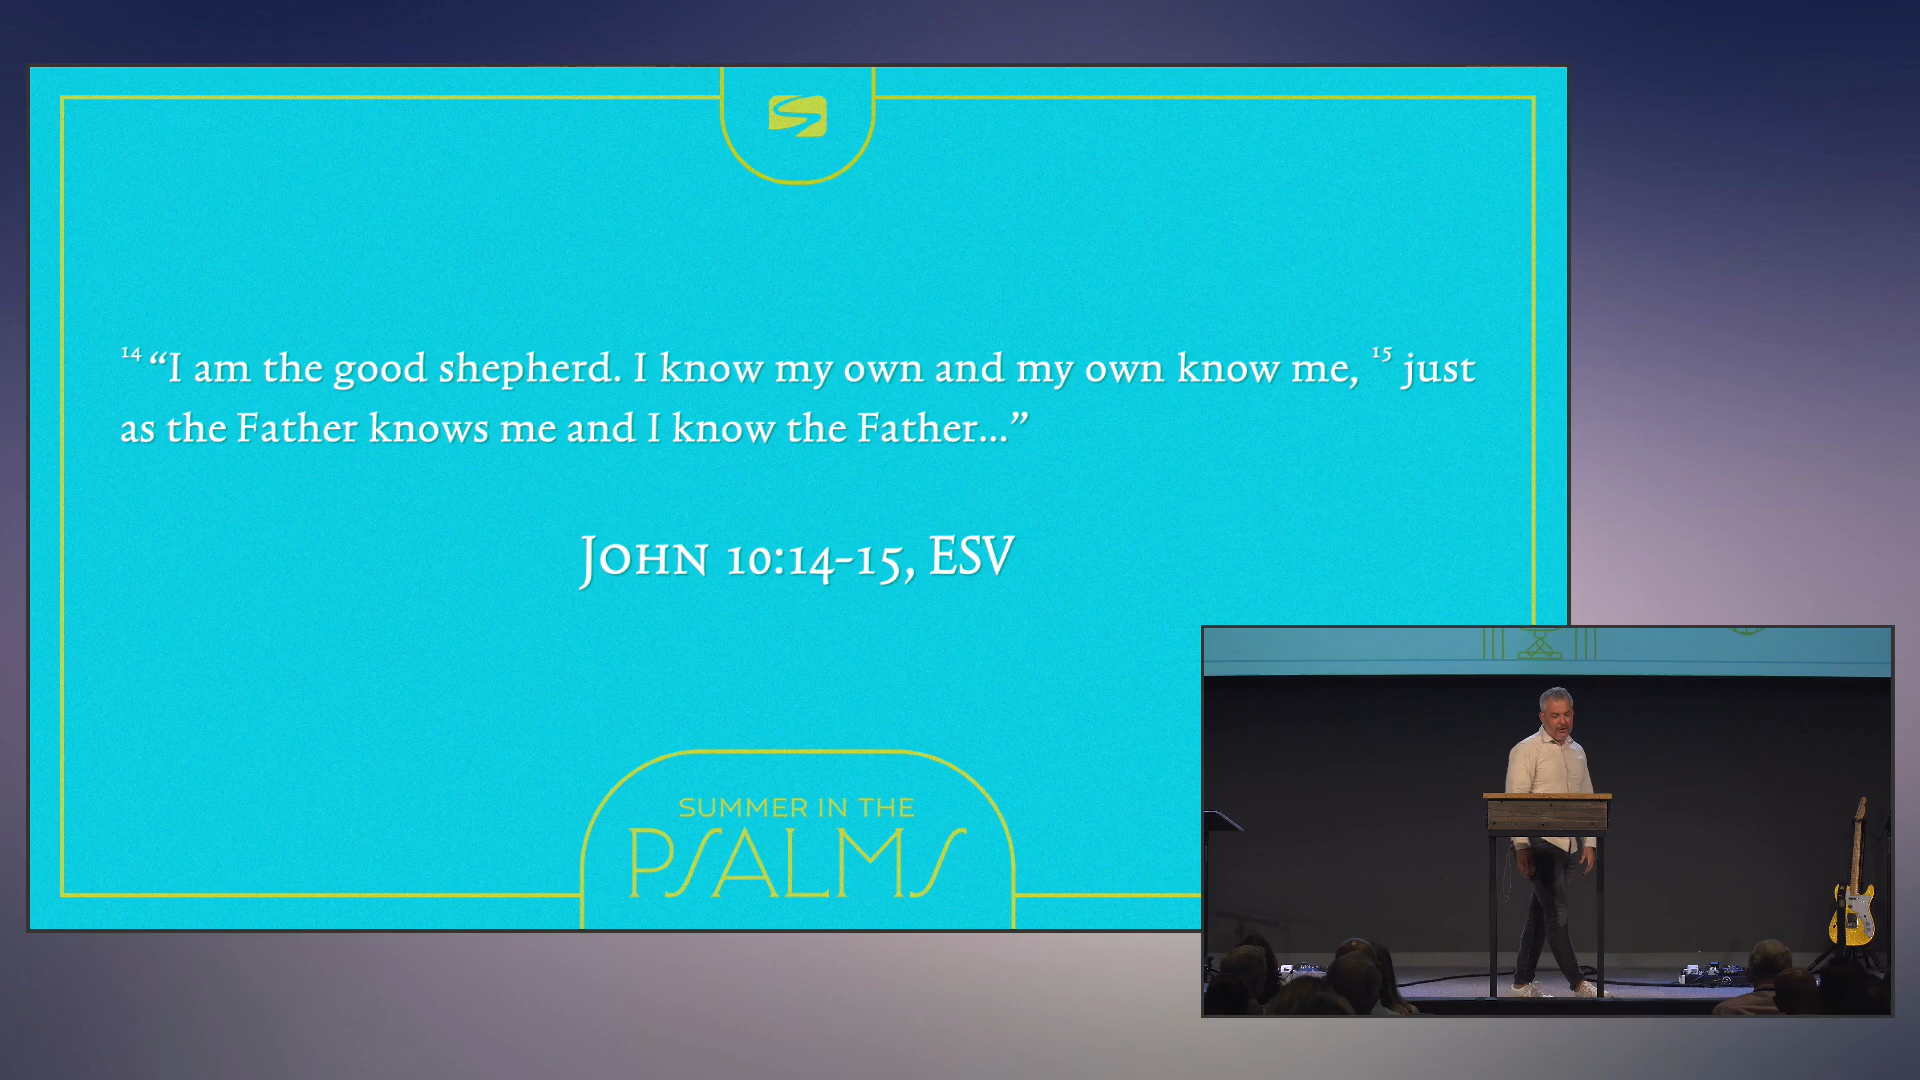 14 “I am the good shepherd. I know my own and my own know me, 15 just
as the Father knows me and I know the Father...”
John 10:14-15, ESV
SUMMER IN THE
PSALMS